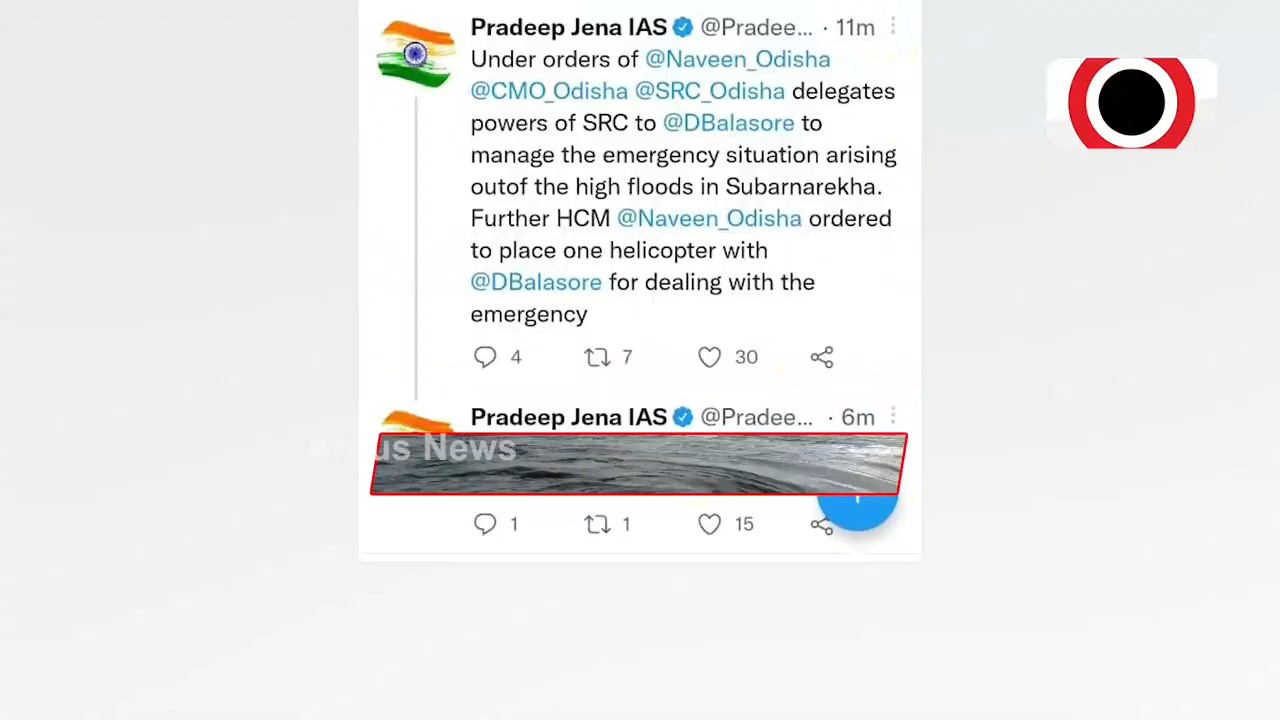 Pradeep Jena IAS @Pradee... · 11m
Under orders of @Naveen_Odisha
@CMO_Odisha @SRC_Odisha delegates
powers of SRC to @DBalasore to
manage the emergency situation arising
outof the high floods in Subarnarekha.
Further HCM @Naveen_Odisha ordered
to place one helicopter with
@DBalasore for dealing with the
emergency
4 7 30
Pradeep Jena IAS @Pradee... · 6m
News
1 1 15